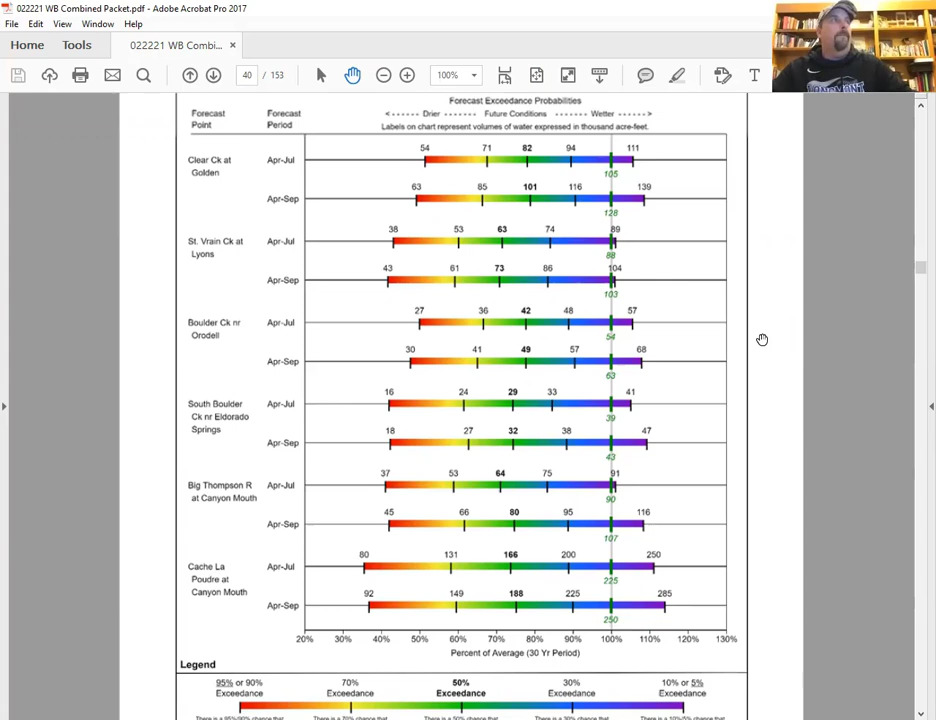 022221 WB Combined Packet.pdf - Adobe Acrobat Pro 2017
File Edit View Window Help
Home Tools 022221 WB Combi... ×
40 / 153 100%
Forecast Exceedance Probabilities
Forecast Point Forecast Period <------ Drier ------- Future Conditions ------- Wetter ------>
Labels on chart represent volumes of water expressed in thousand acre-feet.
Clear Ck at Golden Apr-Jul 54 71 82 94 111 105
Apr-Sep 63 85 101 116 139 128
St. Vrain Ck at Lyons Apr-Jul 38 53 63 74 89 88
Apr-Sep 43 61 73 86 104 103
Boulder Ck nr Orodell Apr-Jul 27 36 42 48 57 54
Apr-Sep 30 41 49 57 68 63
South Boulder Ck nr Eldorado Springs Apr-Jul 16 24 29 33 41 39
Apr-Sep 18 27 32 38 47 43
Big Thompson R at Canyon Mouth Apr-Jul 37 53 64 75 91 90
Apr-Sep 45 66 80 95 116 107
Cache La Poudre at Canyon Mouth Apr-Jul 80 131 166 200 250 225
Apr-Sep 92 149 188 225 285 250
20% 30% 40% 50% 60% 70% 80% 90% 100% 110% 120% 130%
Percent of Average (30 Yr Period)
Legend
95% or 90% Exceedance 70% Exceedance 50% Exceedance 30% Exceedance 10% or 5% Exceedance